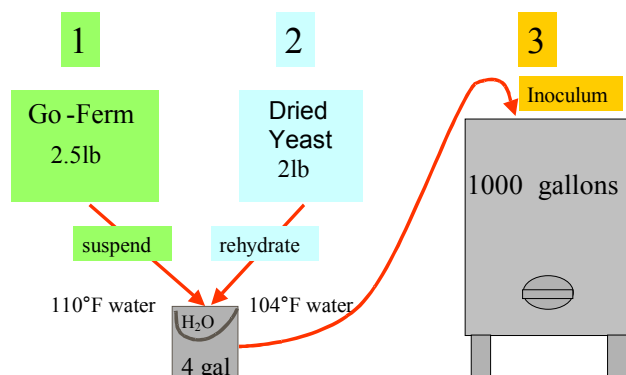 1
2
3
Go -Ferm
2.5lb
Dried
Yeast
2lb
Inoculum
1000 gallons
suspend
rehydrate
110°F water
104°F water
H₂O
4 gal